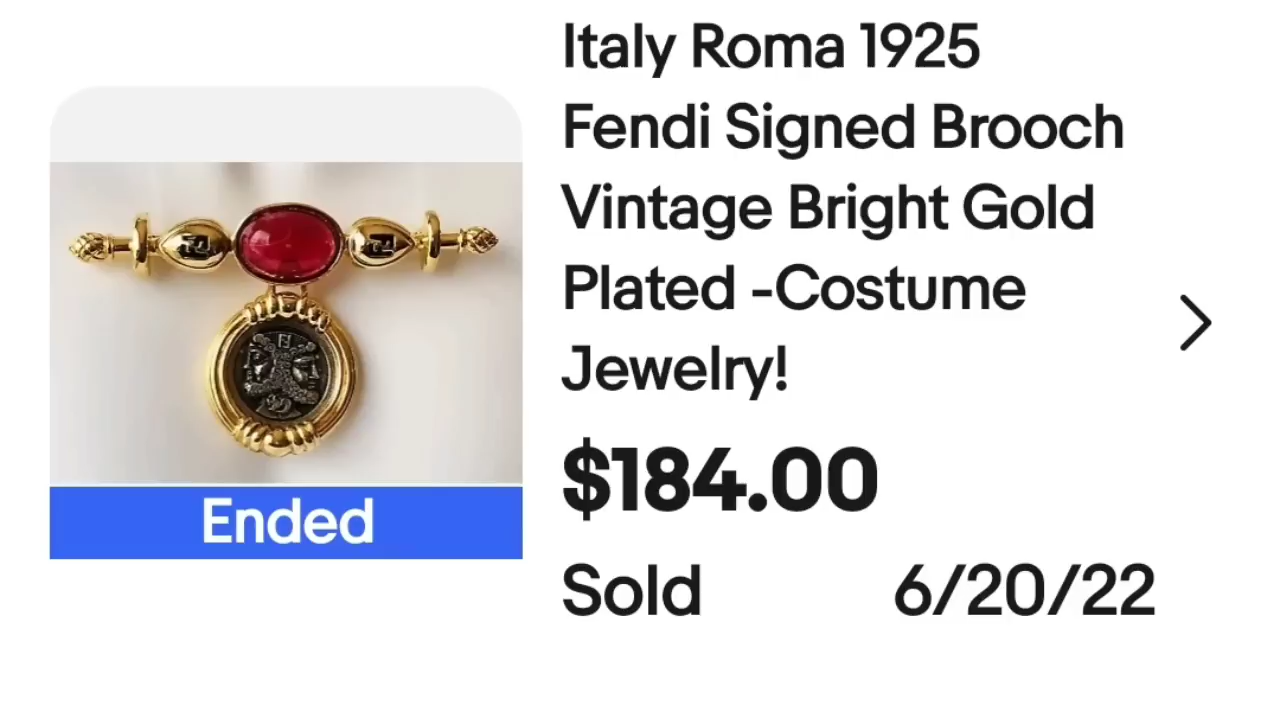 Italy Roma 1925
Fendi Signed Brooch
Vintage Bright Gold
Plated -Costume
Jewelry!
$184.00
Ended
Sold 6/20/22